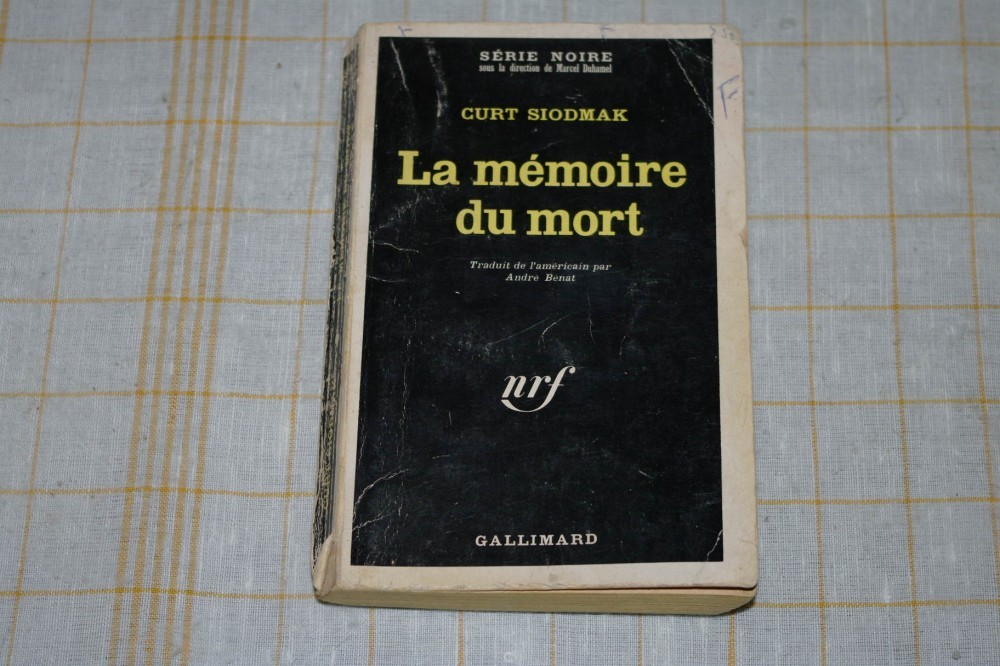 SÉRIE NOIRE
sous la direction de Marcel Duhamel
CURT SIODMAK
La mémoire
du mort
Traduit de l'américain par
André Bénat
nrf
GALLIMARD